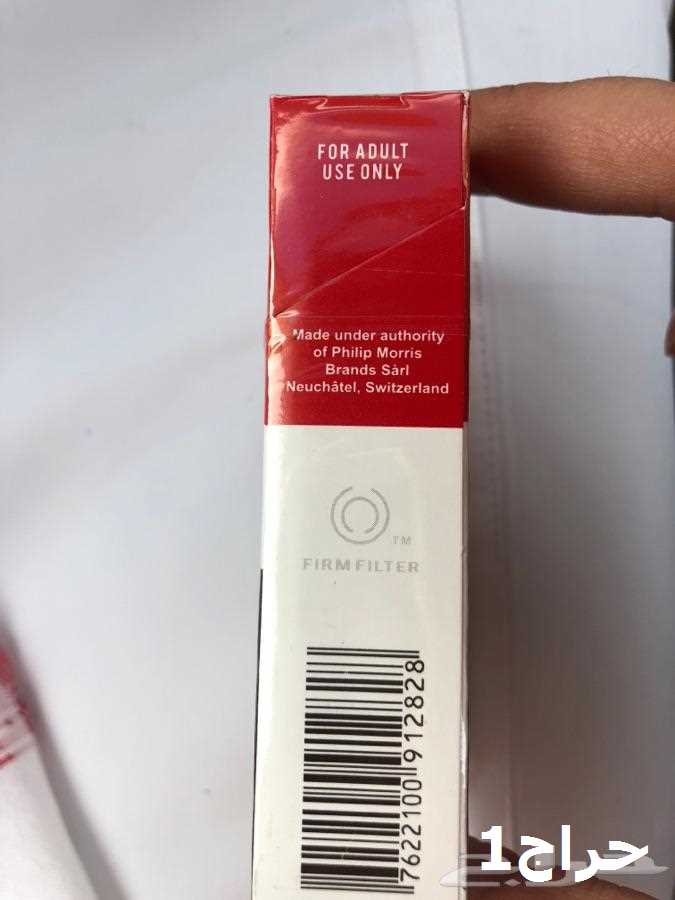 FOR ADULT
USE ONLY
Made under authority
of Philip Morris
Brands Sàrl
Neuchâtel, Switzerland
TM
FIRM FILTER
7622100912828
حراج1